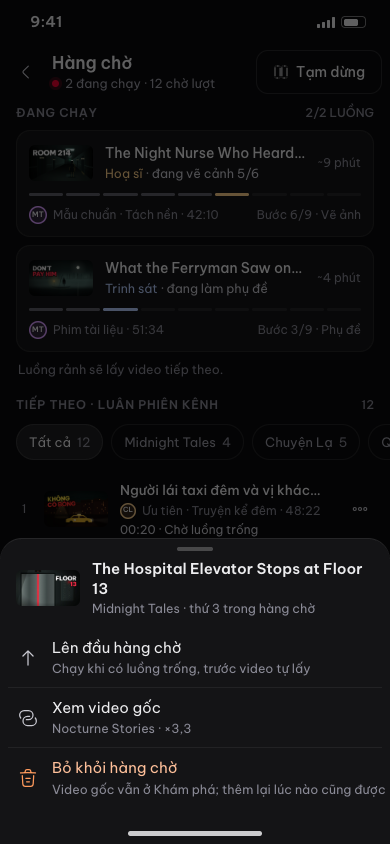 9:41
Hàng chờ
2 đang chạy · 12 chờ lượt
Tạm dừng
ĐANG CHẠY
2/2 LUỒNG
ROOM 214
The Night Nurse Who Heard...
~9 phút
Hoạ sĩ · đang vẽ cảnh 5/6
MT Mẫu chuẩn · Tách nền · 42:10
Bước 6/9 · Vẽ ảnh
DON'T
PAY HIM
What the Ferryman Saw on...
~4 phút
Trinh sát · đang làm phụ đề
MT Phim tài liệu · 51:34
Bước 3/9 · Phụ đề
Luồng rảnh sẽ lấy video tiếp theo.
TIẾP THEO · LUÂN PHIÊN KÊNH
12
Tất cả 12
Midnight Tales 4
Chuyện Lạ 5
1
KHÔNG
CÓ BÓNG
Người lái taxi đêm và vị khác...
CL Ưu tiên · Truyện kể đêm · 48:22
00:20 · Chờ luồng trống
FLOOR
13
The Hospital Elevator Stops at Floor
13
Midnight Tales · thứ 3 trong hàng chờ
Lên đầu hàng chờ
Chạy khi có luồng trống, trước video tự lấy
Xem video gốc
Nocturne Stories · ×3,3
Bỏ khỏi hàng chờ
Video gốc vẫn ở Khám phá; thêm lại lúc nào cũng được